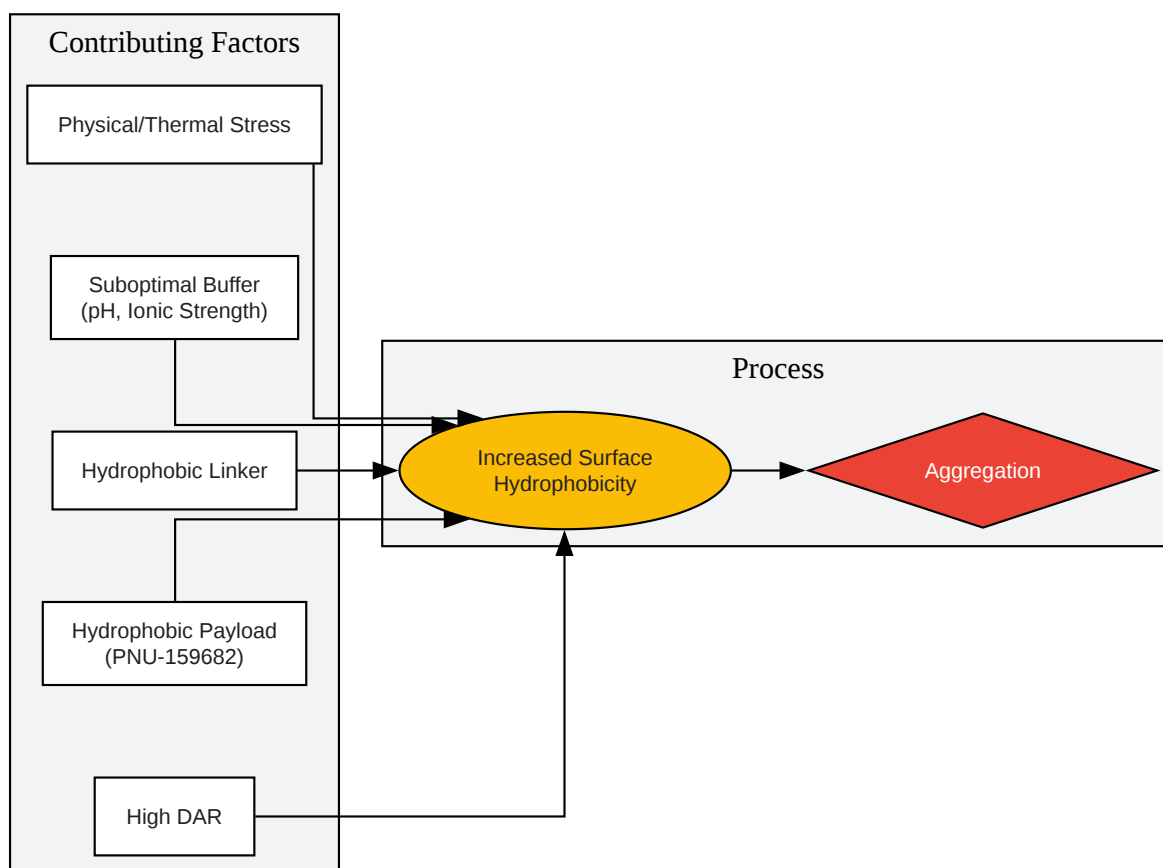 Contributing Factors
Physical/Thermal Stress
Suboptimal Buffer
(pH, Ionic Strength)
Hydrophobic Linker
Hydrophobic Payload
(PNU-159682)
High DAR
Process
Increased Surface
Hydrophobicity
Aggregation